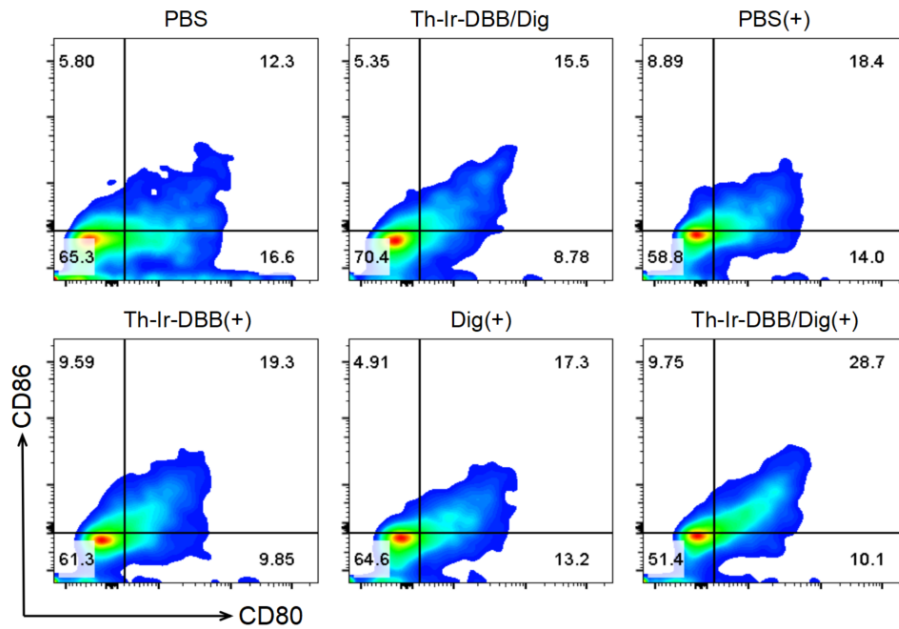 PBS
Th-Ir-DBB/Dig
PBS(+)
5.80 12.3
5.35 15.5
8.89 18.4
65.3 16.6
70.4 8.78
58.8 14.0
Th-Ir-DBB(+)
Dig(+)
Th-Ir-DBB/Dig(+)
9.59 19.3
4.91 17.3
9.75 28.7
61.3 9.85
64.6 13.2
51.4 10.1
CD86
CD80